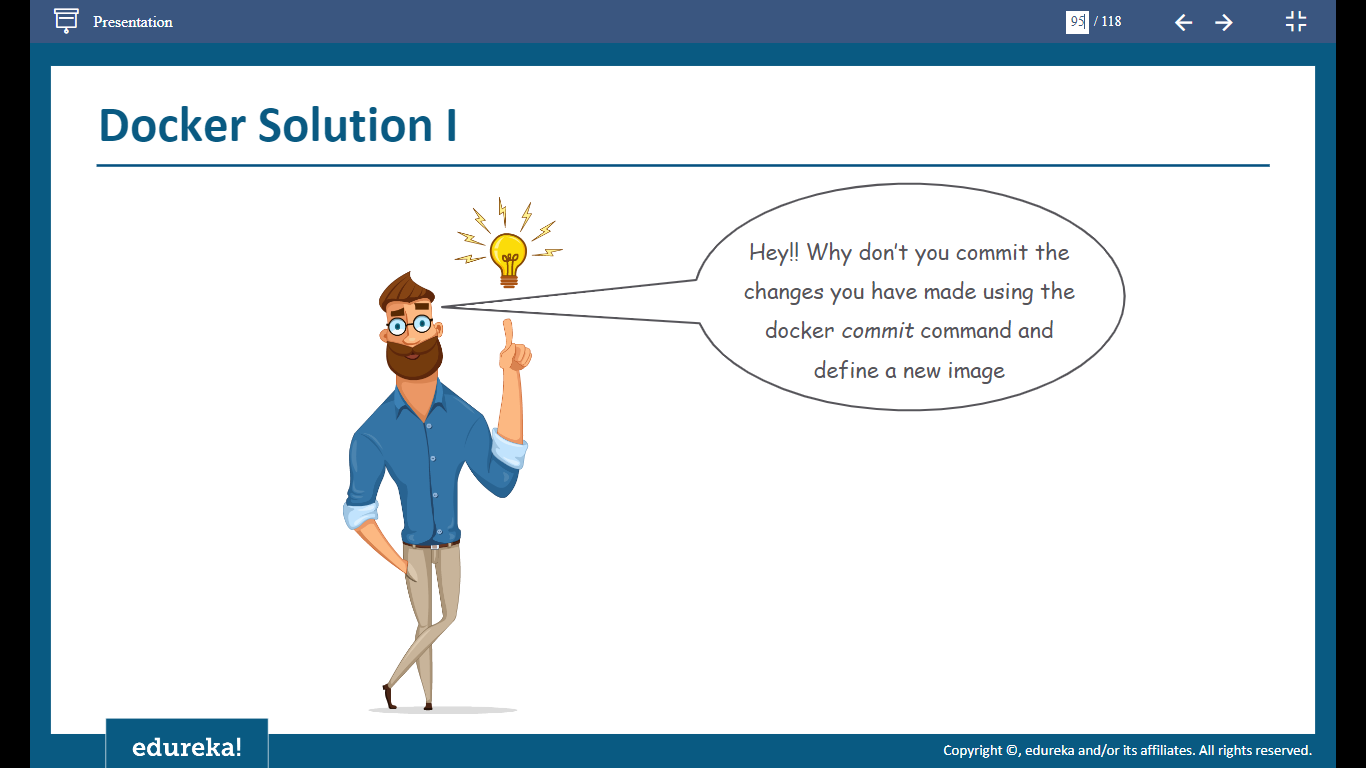 Presentation
95 / 118
Docker Solution I
Hey!! Why don't you commit the
changes you have made using the
docker commit command and
define a new image
edureka!
Copyright ©, edureka and/or its affiliates. All rights reserved.